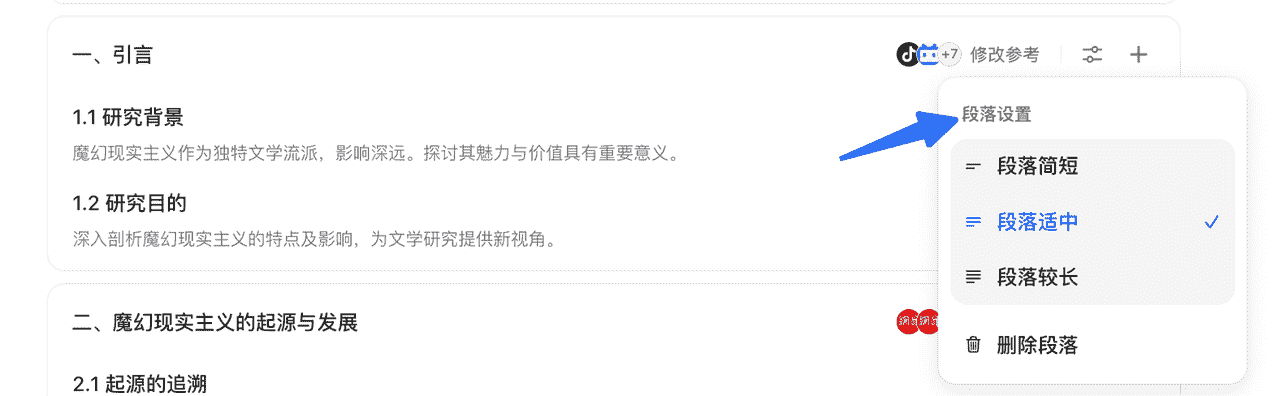 一、引言
+7 修改参考
1.1 研究背景
魔幻现实主义作为独特文学流派，影响深远。探讨其魅力与价值具有重要意义。
1.2 研究目的
深入剖析魔幻现实主义的特点及影响，为文学研究提供新视角。
二、魔幻现实主义的起源与发展
2.1 起源的追溯
段落设置
段落简短
段落适中
段落较长
删除段落